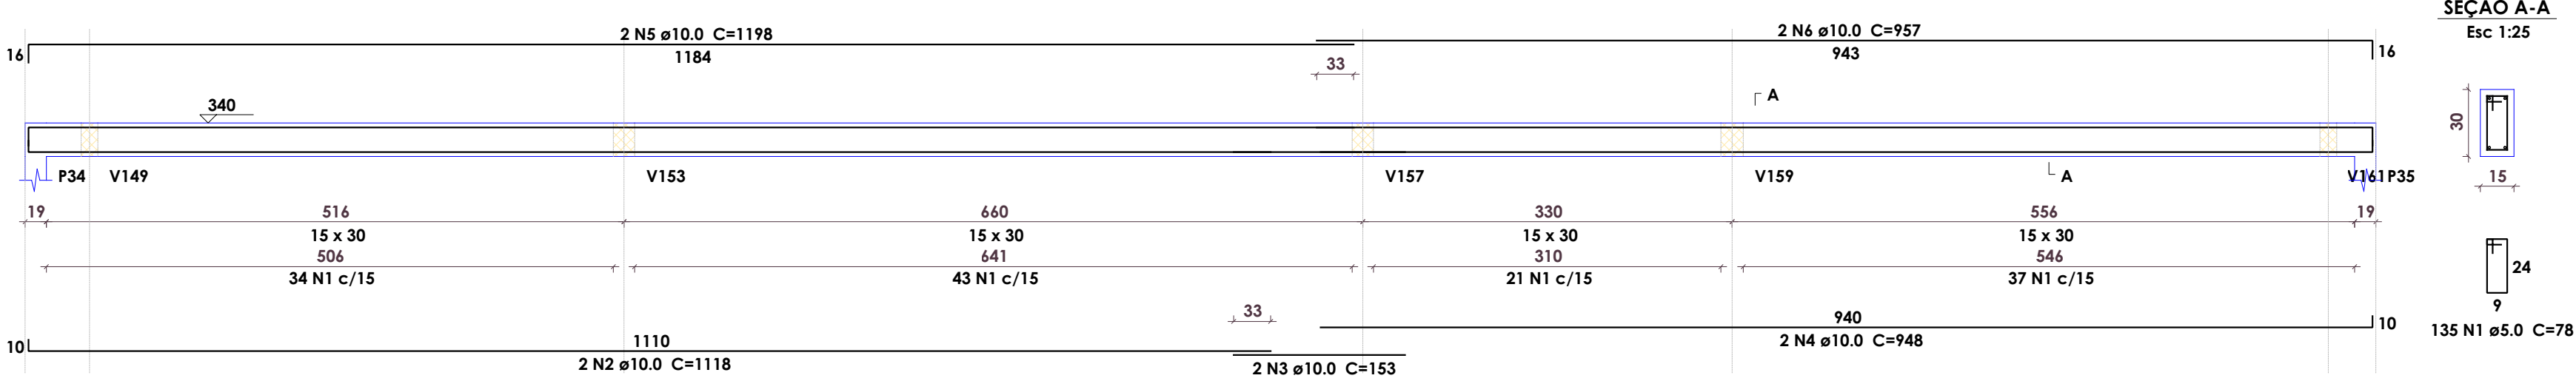 SEÇÃO A-A
Esc 1:25
2 N5 ø10.0 C=1198
1184
2 N6 ø10.0 C=957
943
16
16
33
A
340
30
15
P34
V149
V153
V157
V159
A
V161
P35
19
516
660
330
556
19
15 x 30
15 x 30
15 x 30
15 x 30
506
641
310
546
34 N1 c/15
43 N1 c/15
21 N1 c/15
37 N1 c/15
24
9
135 N1 ø5.0 C=78
33
940
10
2 N4 ø10.0 C=948
10
1110
2 N2 ø10.0 C=1118
2 N3 ø10.0 C=153